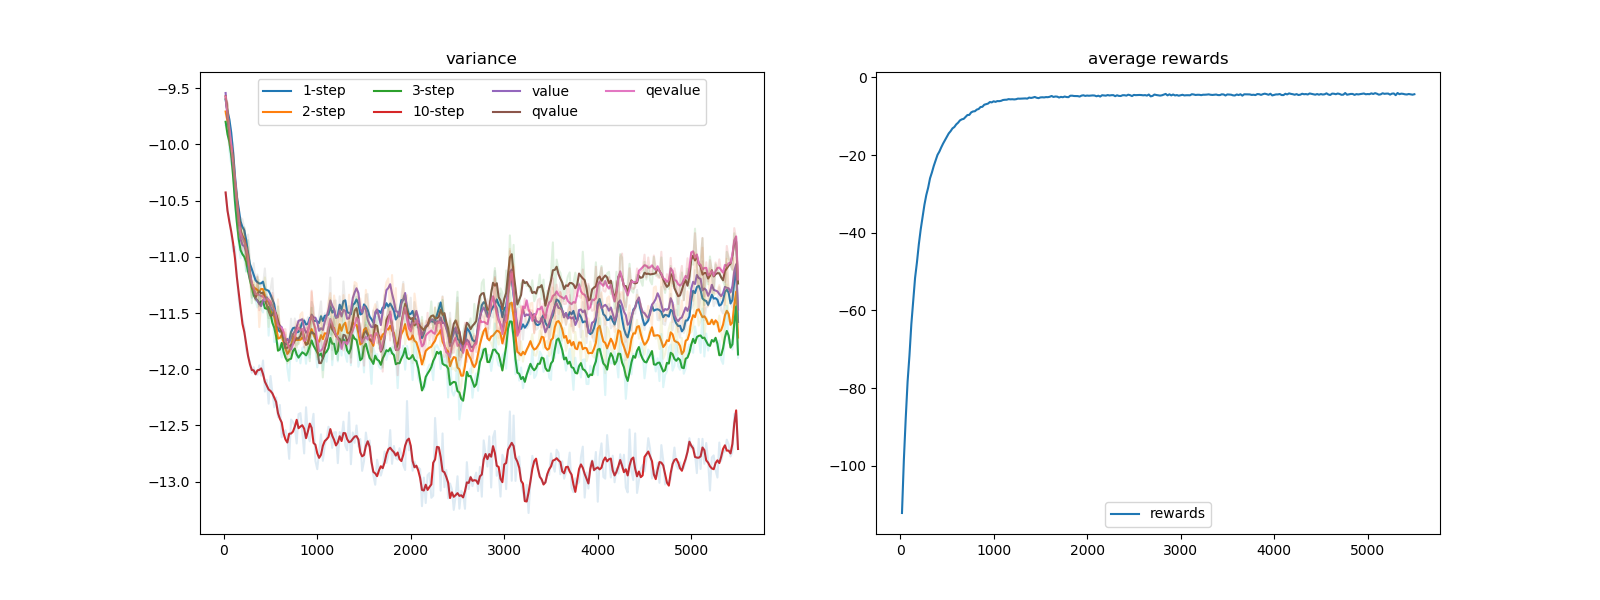 variance
1-step 3-step value qevalue
2-step 10-step qvalue
−9.5
−10.0
−10.5
−11.0
−11.5
−12.0
−12.5
−13.0
0 1000 2000 3000 4000 5000
average rewards
0
−20
−40
−60
−80
−100
rewards
0 1000 2000 3000 4000 5000